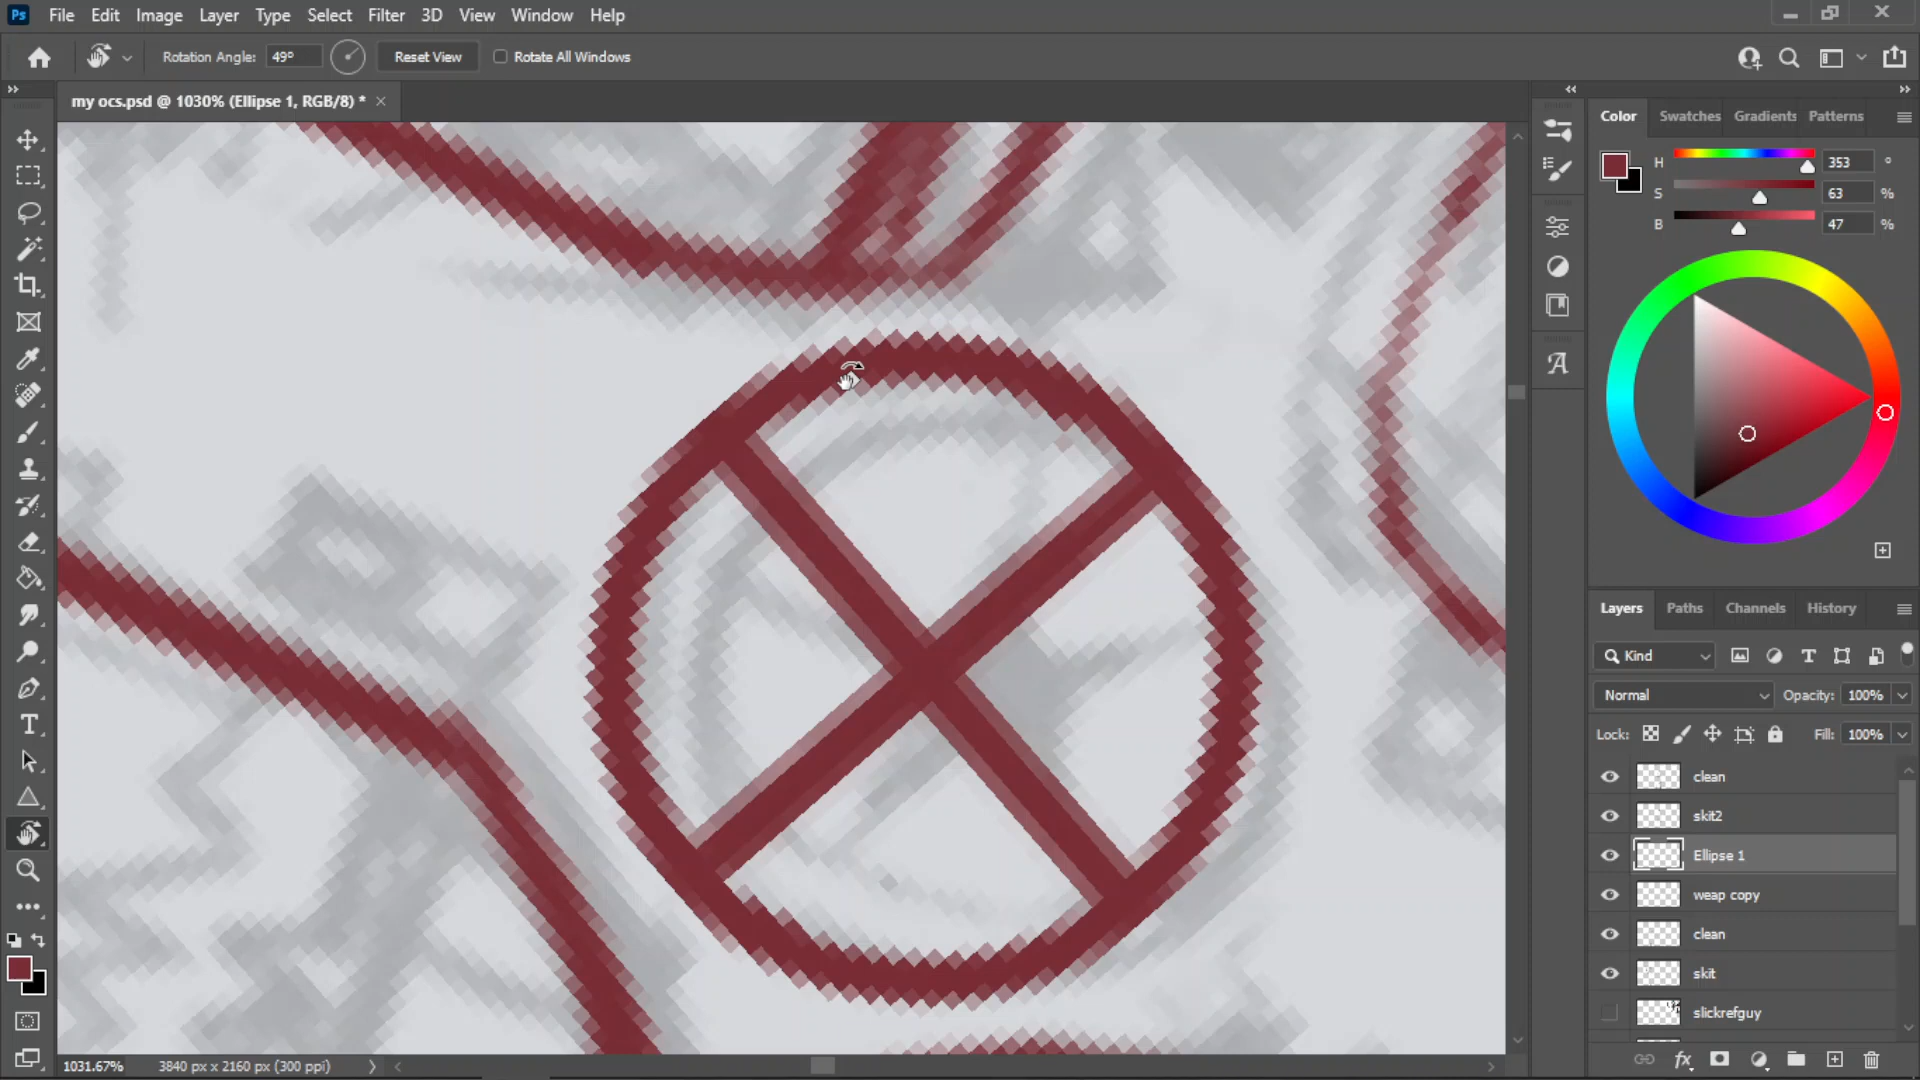 Ps File Edit Image Layer Type Select Filter 3D View Window Help
Rotation Angle: 49° Reset View Rotate All Windows
my ocs.psd @ 1030% (Ellipse 1, RGB/8) *
Color Swatches Gradients Patterns
H 353 °
S 63 %
B 47 %
Layers Paths Channels History
Kind
Normal Opacity: 100%
Lock: Fill: 100%
clean
skit2
Ellipse 1
weap copy
clean
skit
slickrefguy
1031.67% 3840 px x 2160 px (300 ppi)